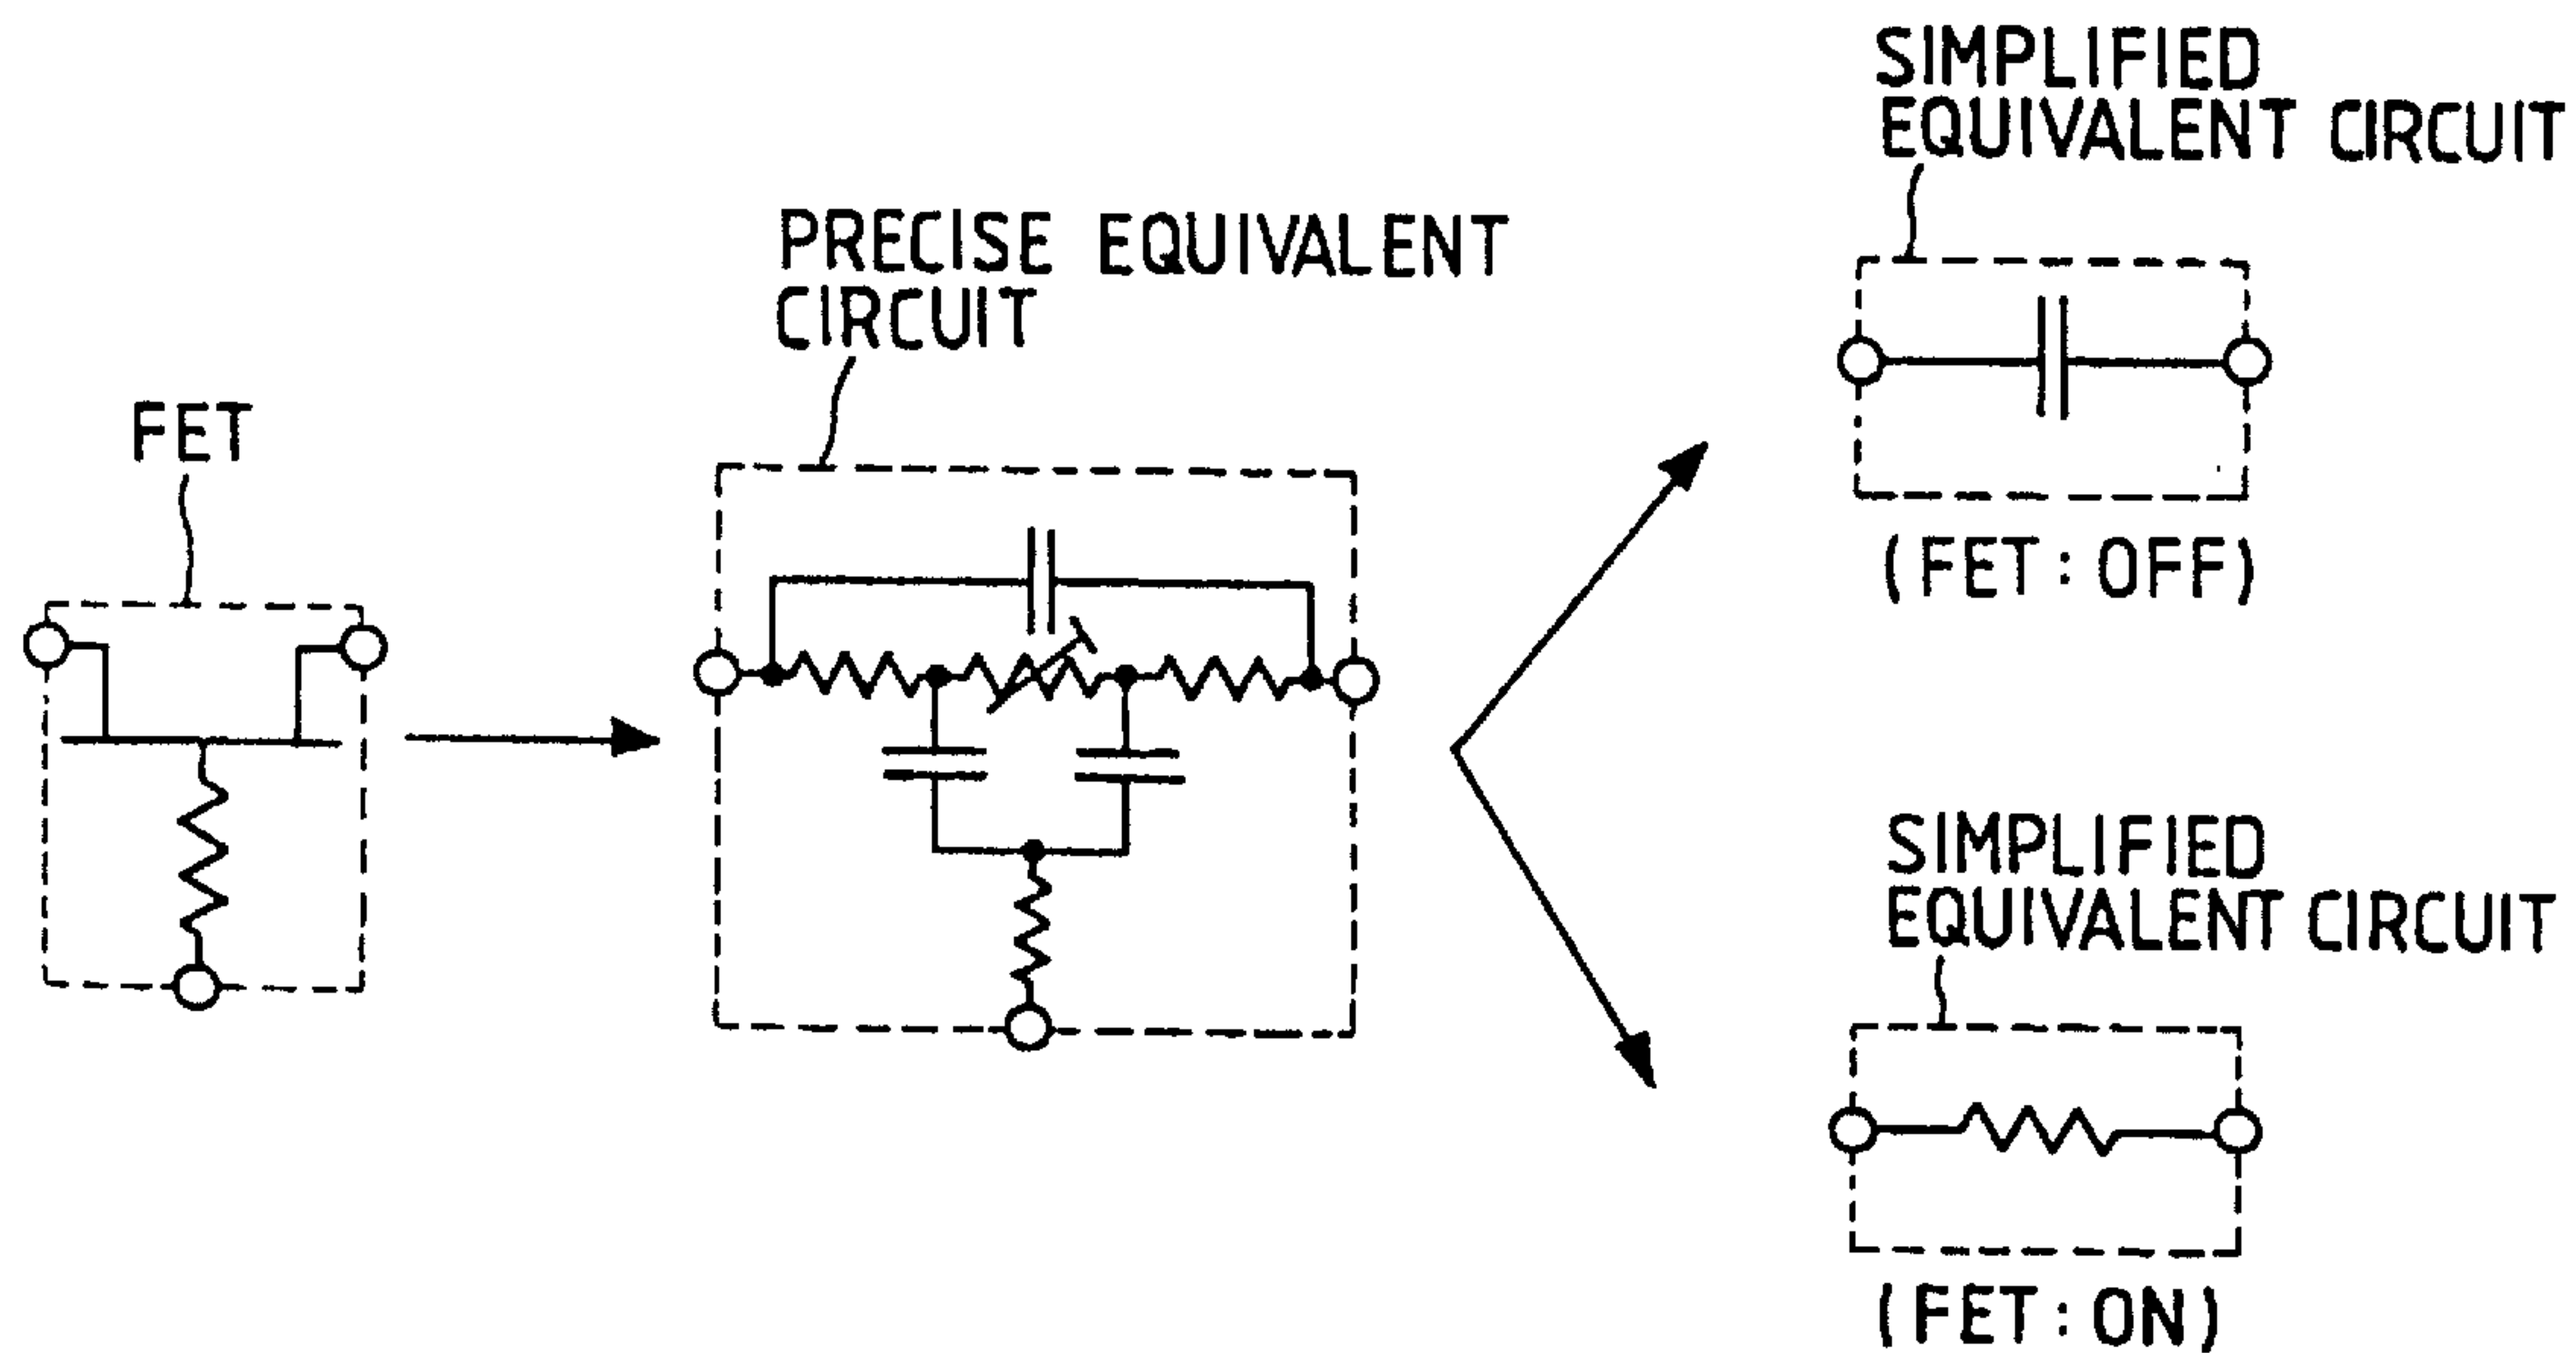 FET
PRECISE EQUIVALENT
CIRCUIT
SIMPLIFIED
EQUIVALENT CIRCUIT
(FET : OFF)
SIMPLIFIED
EQUIVALENT CIRCUIT
(FET : ON)